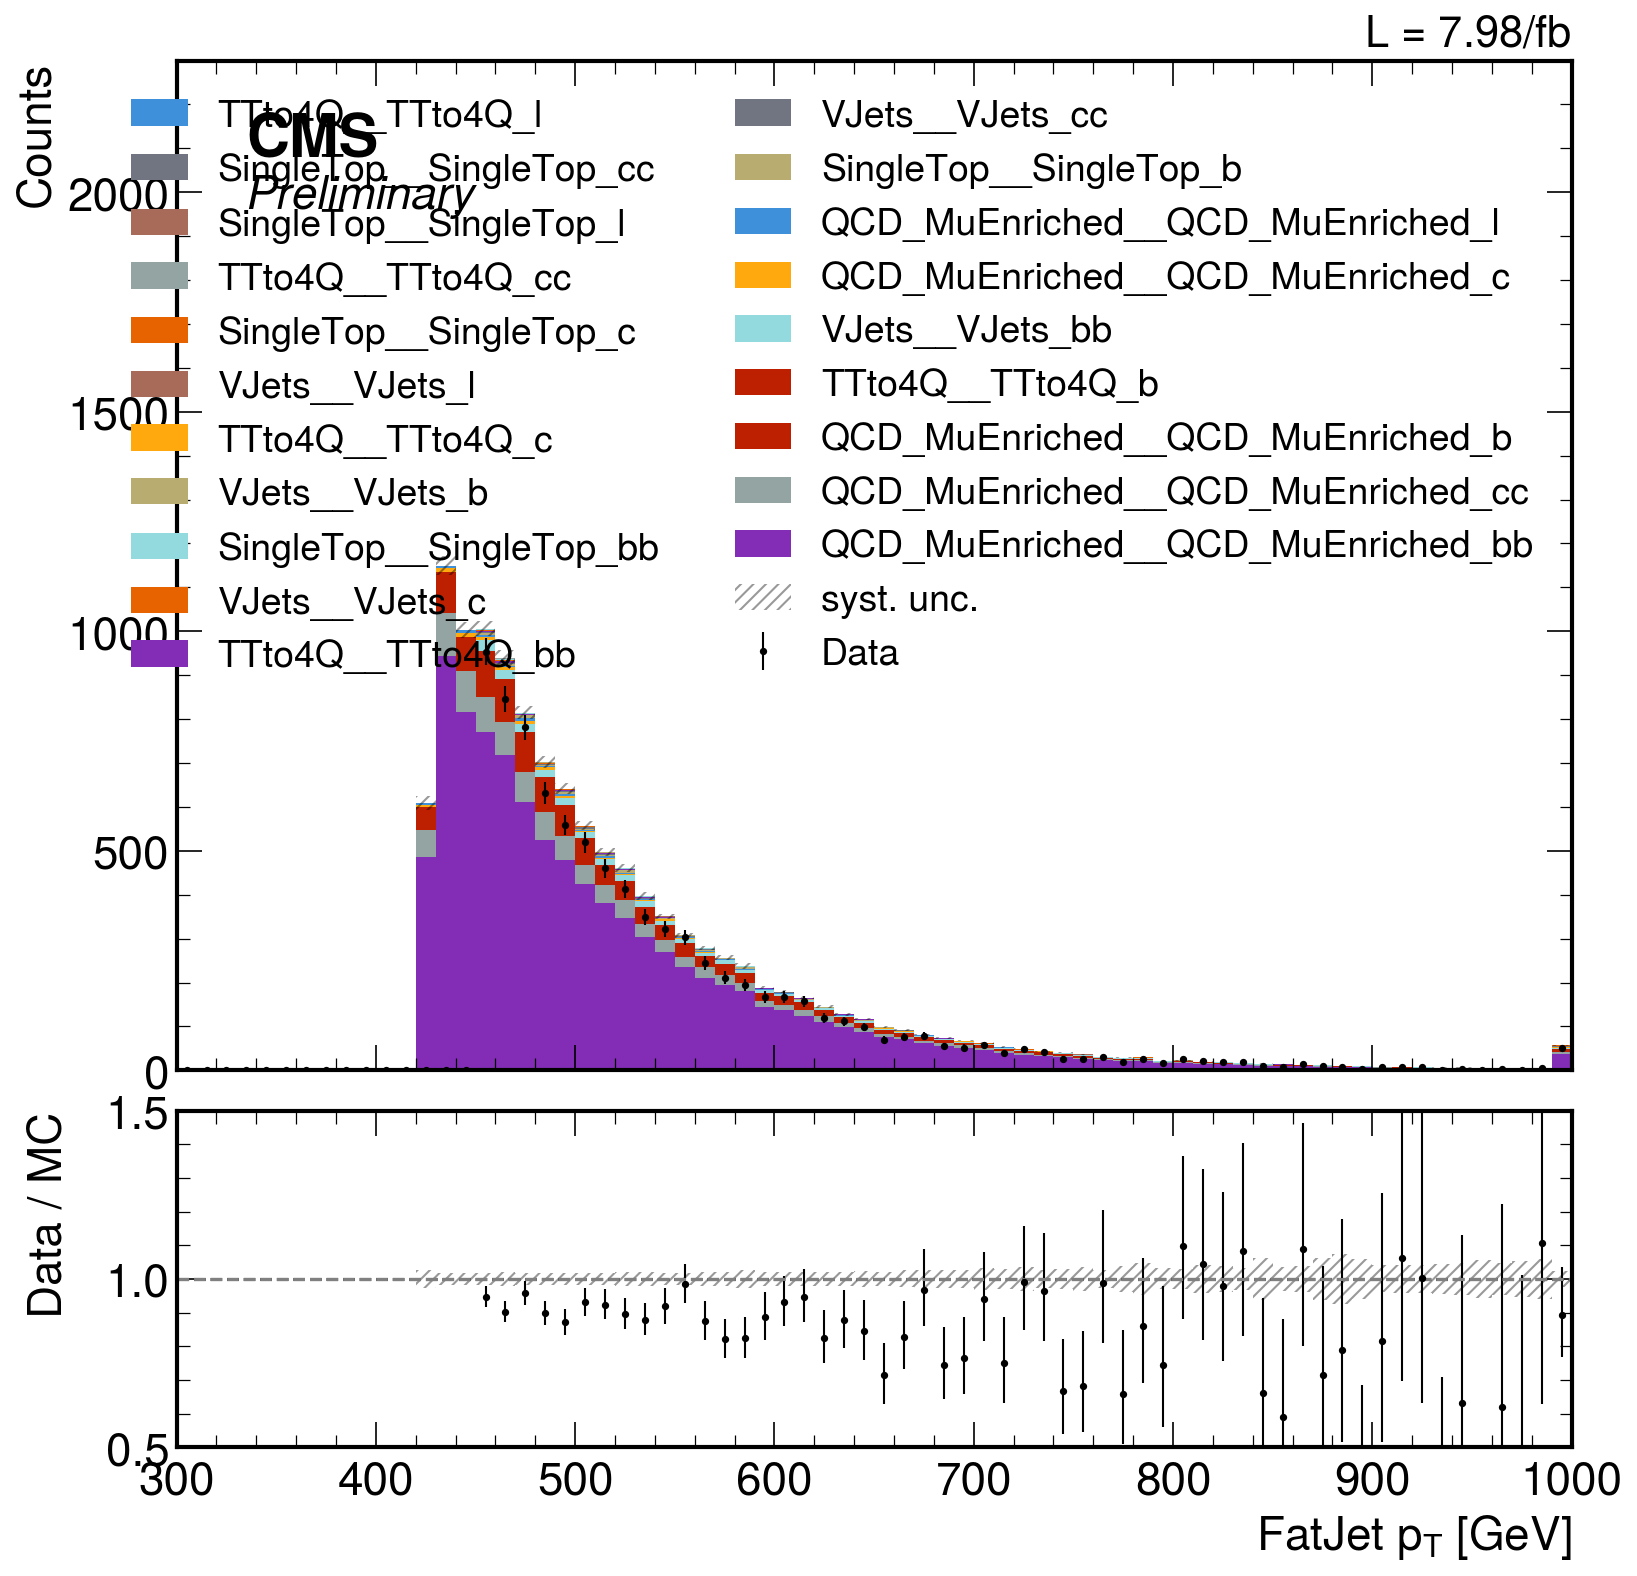 L = 7.98/fb
Counts
CMS
Preliminary
TTto4Q__TTto4Q_l
SingleTop__SingleTop_cc
SingleTop__SingleTop_l
TTto4Q__TTto4Q_cc
SingleTop__SingleTop_c
VJets__VJets_l
TTto4Q__TTto4Q_c
VJets__VJets_b
SingleTop__SingleTop_bb
VJets__VJets_c
TTto4Q__TTto4Q_bb
VJets__VJets_cc
SingleTop__SingleTop_b
QCD_MuEnriched__QCD_MuEnriched_l
QCD_MuEnriched__QCD_MuEnriched_c
VJets__VJets_bb
TTto4Q__TTto4Q_b
QCD_MuEnriched__QCD_MuEnriched_b
QCD_MuEnriched__QCD_MuEnriched_cc
QCD_MuEnriched__QCD_MuEnriched_bb
syst. unc.
Data
2000
1500
1000
500
0
Data / MC
1.5
1.0
0.5
300 400 500 600 700 800 900 1000
FatJet p_T [GeV]